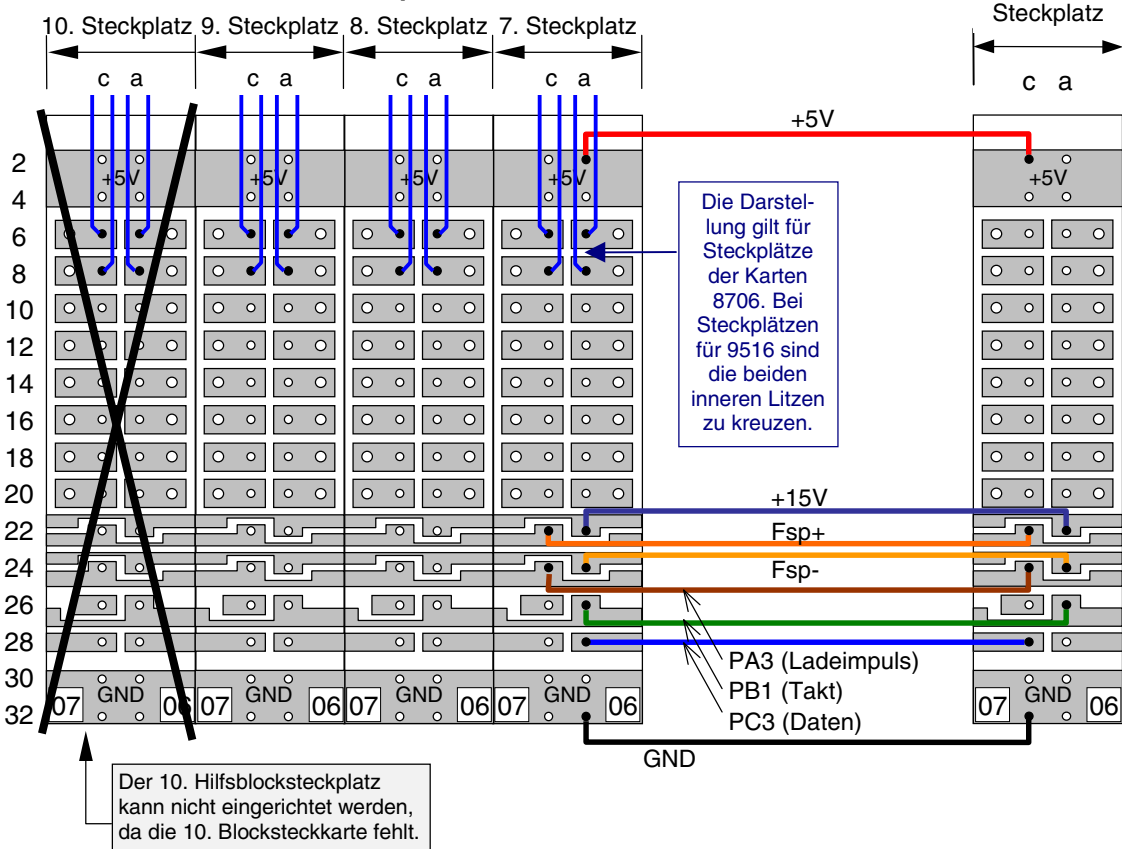 Steckplatz
10. Steckplatz 9. Steckplatz 8. Steckplatz 7. Steckplatz
c a c a c a c a c a
+5V
2
+5V +5V +5V +5V +5V
4
6
8
10
12
14
16
18
20
22
24
26
28
30
32
Die Darstel-
lung gilt für
Steckplätze
der Karten
8706. Bei
Steckplätzen
für 9516 sind
die beiden
inneren Litzen
zu kreuzen.
+15V
Fsp+
Fsp-
PA3 (Ladeimpuls)
PB1 (Takt)
PC3 (Daten)
07 GND 06 07 GND 06 07 GND 06 07 GND 06 07 GND 06
GND
Der 10. Hilfsblocksteckplatz
kann nicht eingerichtet werden,
da die 10. Blocksteckkarte fehlt.